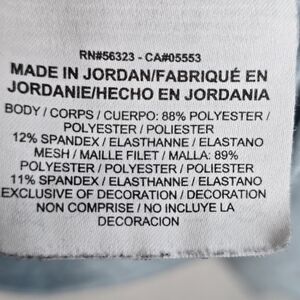 RN#56323 - CA#05553
MADE IN JORDAN/FABRIQUÉ EN
JORDANIE/HECHO EN JORDANIA
BODY / CORPS / CUERPO: 88% POLYESTER /
POLYESTER / POLIESTER
12% SPANDEX / ELASTHANNE / ELASTANO
MESH / MAILLE FILET / MALLA: 89%
POLYESTER / POLYESTER / POLIESTER
11% SPANDEX / ELASTHANNE / ELASTANO
EXCLUSIVE OF DECORATION / DECORATION
NON COMPRISE / NO INCLUYE LA
DECORACION